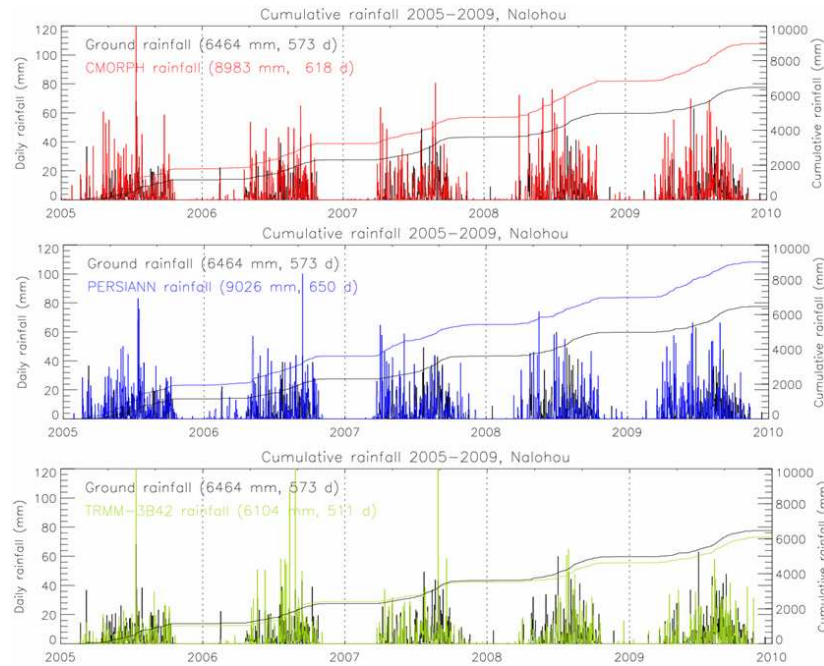 Cumulative rainfall 2005−2009, Nalohou
Ground rainfall (6464 mm, 573 d)
CMORPH rainfall (8983 mm, 618 d)
Daily rainfall (mm)
120
100
80
60
40
20
0
Cumulative rainfall (mm)
10000
8000
6000
4000
2000
0
2005 2006 2007 2008 2009 2010
Cumulative rainfall 2005−2009, Nalohou
Ground rainfall (6464 mm, 573 d)
PERSIANN rainfall (9026 mm, 650 d)
Daily rainfall (mm)
120
100
80
60
40
20
0
Cumulative rainfall (mm)
10000
8000
6000
4000
2000
0
2005 2006 2007 2008 2009 2010
Cumulative rainfall 2005−2009, Nalohou
Ground rainfall (6464 mm, 573 d)
TRMM−3B42 rainfall (6104 mm, 511 d)
Daily rainfall (mm)
120
100
80
60
40
20
0
Cumulative rainfall (mm)
10000
8000
6000
4000
2000
0
2005 2006 2007 2008 2009 2010